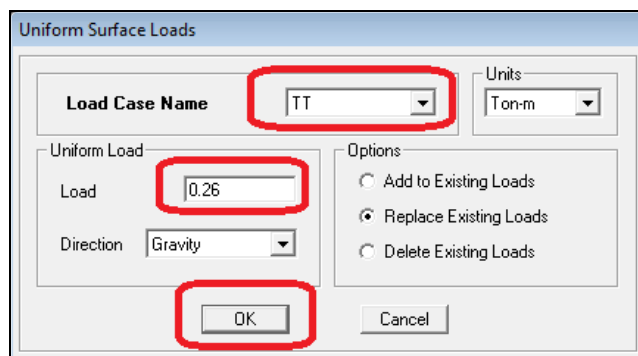 Uniform Surface Loads
Units
Load Case Name TT Ton-m
Uniform Load
Options
Load 0.26
Add to Existing Loads
Replace Existing Loads
Direction Gravity
Delete Existing Loads
OK Cancel